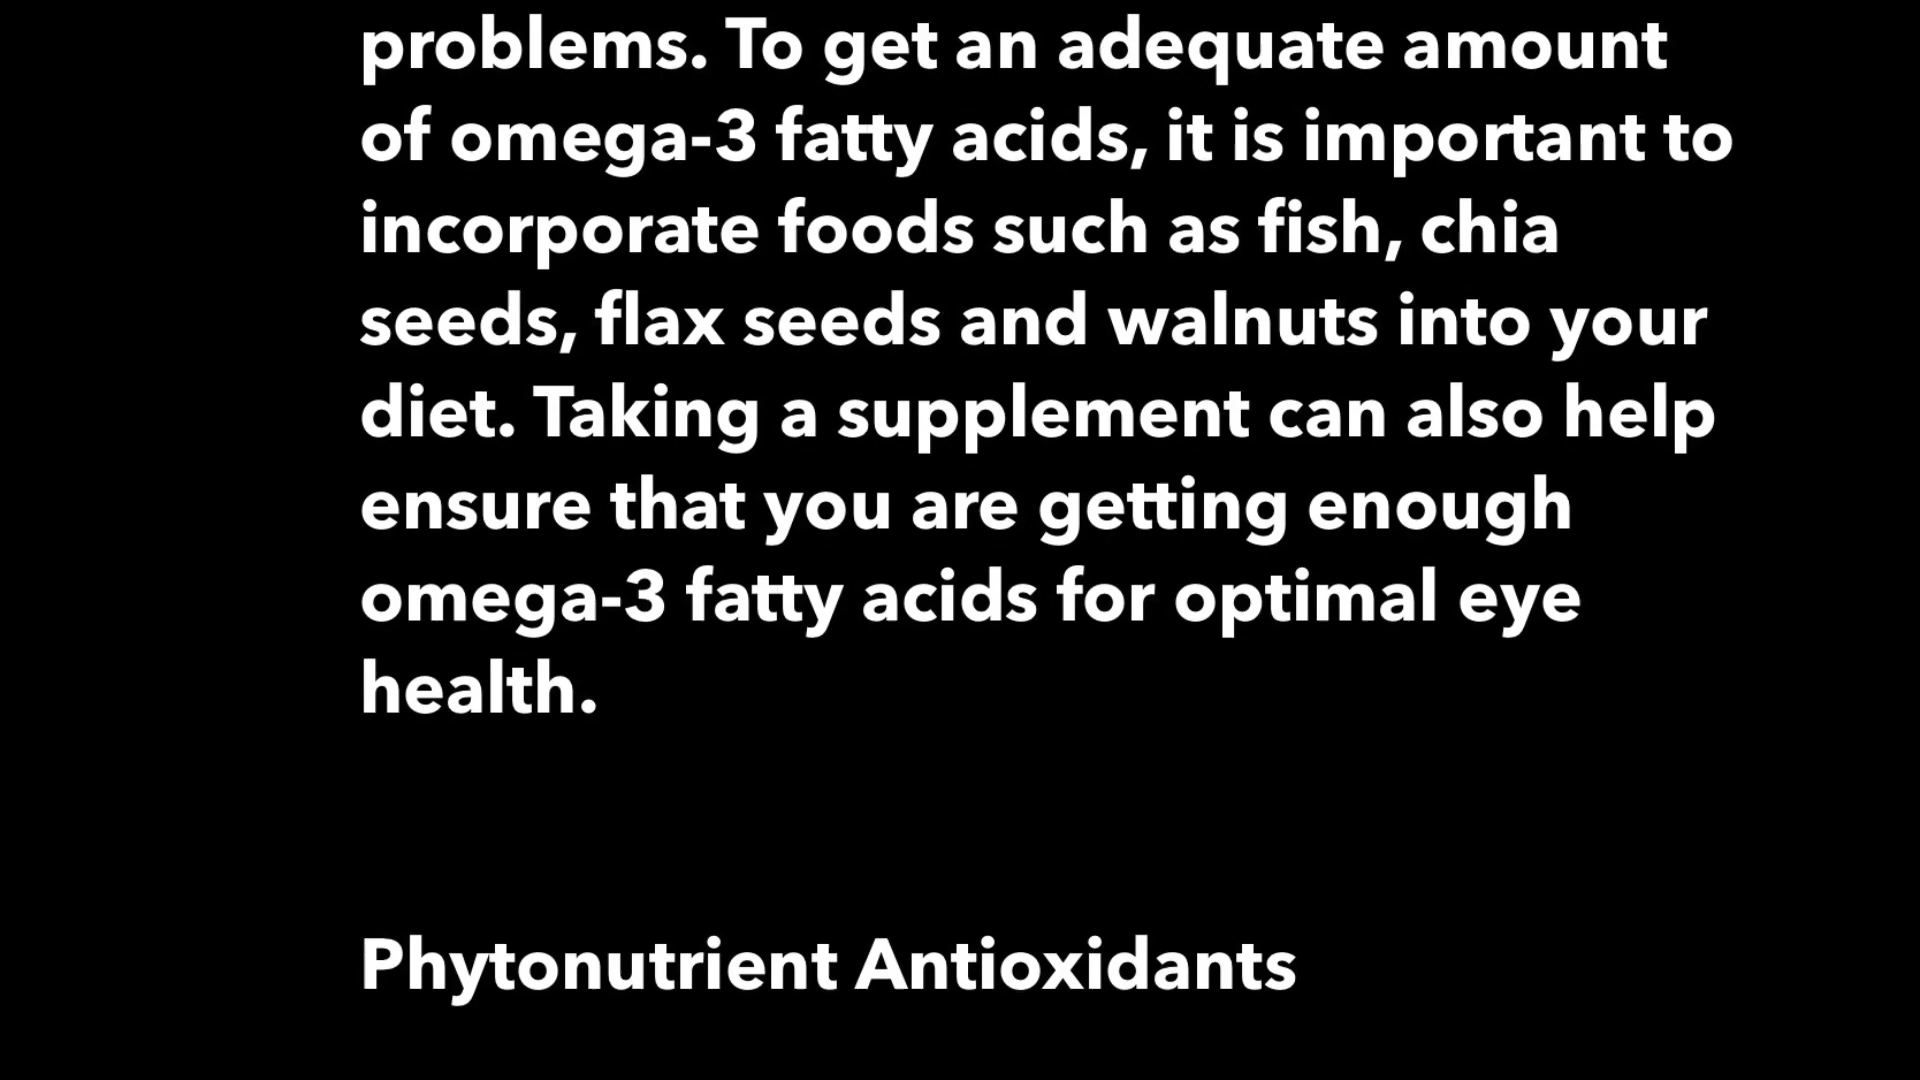 problems. To get an adequate amount
of omega-3 fatty acids, it is important to
incorporate foods such as fish, chia
seeds, flax seeds and walnuts into your
diet. Taking a supplement can also help
ensure that you are getting enough
omega-3 fatty acids for optimal eye
health.
Phytonutrient Antioxidants